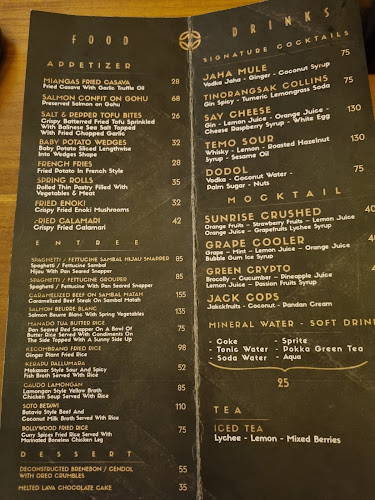 FOOD
APPETIZER
MIANGAS FRIED CASAVA 28
Fried Casava With Garlic Truffle Oil
SALMON CONFIT ON GOHU 68
Preserved Salmon on Gohu
SALT & PEPPER TOFU BITES 26
Crispy Battered Fried Tofu Sprinkled
With Balinese Sea Salt Tapped
With Fried Chopped Garlic
BABY POTATO WEDGES 32
Baby Potato Sliced Lengthwise
Into Wedges Shape
FRENCH FRIES 28
Fried Potato In French Style
SPRING ROLLS 35
Rolled Thin Pastry Filled With
Vegetables & Meat
FRIED ENOKI 32
Crispy Fried Enoki Mushrooms
FRIED CALAMARI 42
Crispy Fried Calamari
ENTREE
SPAGHETTI / FETTUCINE SAMBAL HIJAU SNAPPER 85
Spaghetti / Fettucine Sambal
Hijau With Pan Seared Snapper
SPAGHETTI / FETTUCINE GROUPER 85
Spaghetti / Fettucine With Pan Seared Snapper
CARAMELIZED BEEF ON SAMBAL MATAH 155
Caramelized Beef Steak On Sambal Matah
SALMON BEURRE BLANC 135
Salmon Beurre Blanc With Spring Vegetables
MANADO TUA BUTTER RICE 95
Pan Seared Red Snapper On A Bowl Of
Butter Rice Served With Condiments On
The Side Topped With A Sunny Side Up
KECOMBRANG FRIED RICE 98
Ginger Plant Fried Rice
KERADU PALLUMARA 52
Makassar Style Sour And Spicy
Fish Broth Served With Rice
LAMONGAN 85
Lamongan Style Yellow Broth
Chicken Soup Served With Rice
SOTO BETAWI 110
Batavia Style Beef And
Coconut Milk Broth Served With Rice
BOLLYWOOD FRIED RICE 75
Curry Spices Fried Rice Served With
Marinated Boneless Chicken Leg
DESSERT
DECONSTRUCTED BRENEBON / CENDOL 55
WITH OREO CRUMBLES
MELTED LAVA CHOCOLATE CAKE 35
DRINKS
SIGNATURE COCKTAILS
JAHA MULE 75
Vodka Jaha - Ginger - Coconut Syrup
TINORANGSAK COLLINS 75
Gin Spicy - Tumeric Lemongrass Soda
SAY CHEESE 130
Gin - Lemon Juice - Orange Juice -
Cheese Raspberry Syrup - White Egg
TEMO SOUR 130
Whisky - Lemon - Roasted Hazelnut
Syrup - Sesame Oil
DODOL 75
Vodka - Coconut Water -
Palm Sugar - Nuts
MOCKTAIL
SUNRISE CRUSHED
Orange Fruits - Strawberry Fruits - Lemon Juice
Orange Juice - Grapefruits Lychee Syrup
GRAPE COOLER
Grape - Mint - Lemon Juice - Orange Juice
Bubble Gum Ice Syrup
GREEN CRYPTO
Brocolly - Cucumber - Pineapple Juice
Lemon Juice - Passion Fruits Syrup
JACK COPS
Jakckfruits - Coconut - Pandan Cream
MINERAL WATER - SOFT DRIN
- Coke - Sprite
- Tonic Water - Pokka Green Tea
- Soda Water - Aqua
25
TEA
ICED TEA
Lychee - Lemon - Mixed Berries